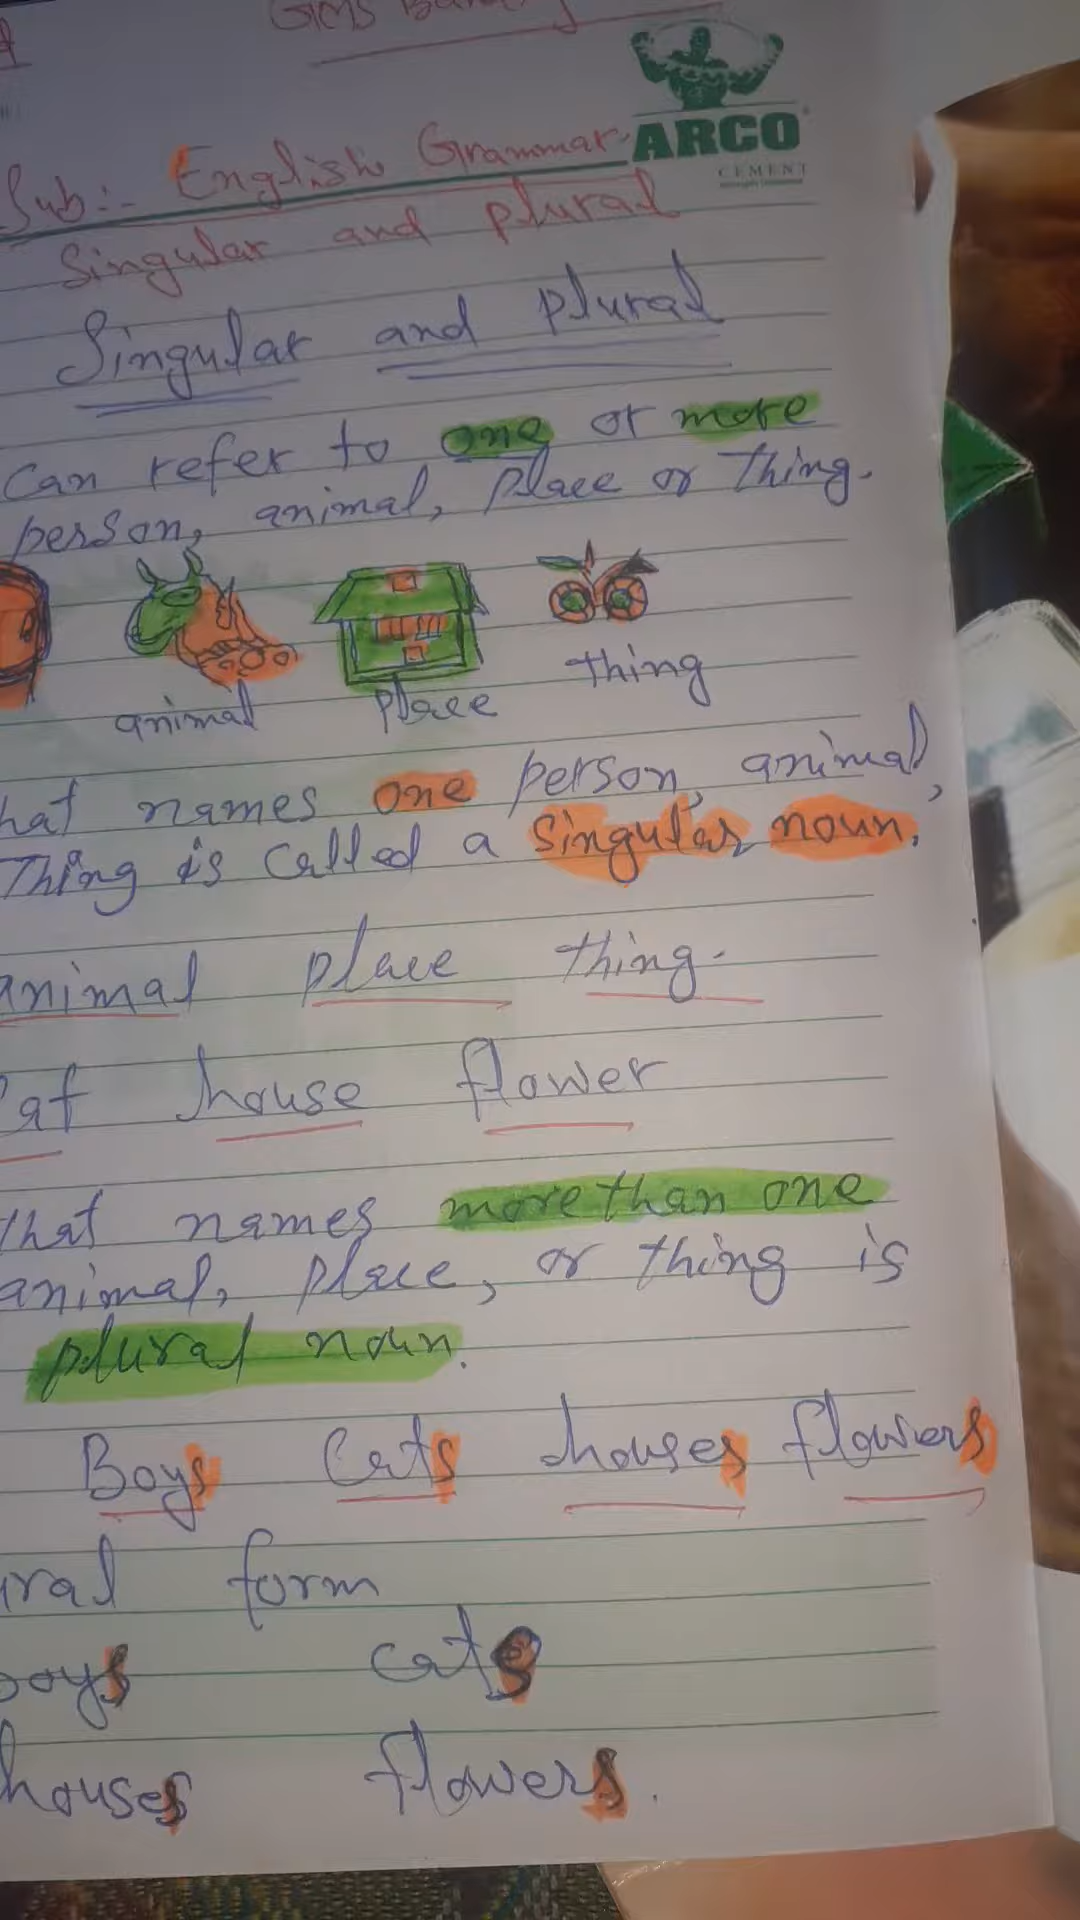 GMS
ARCO
CEMENT
Sub:- English Grammar
Singular and plural
Singular and plural
Can refer to one or more
person, animal, place or thing.
animal place thing
hat names one person, animal,
Thing is called a singular noun.
animal place thing.
at house flower
that names more than one
animal, place, or thing is
plural noun.
Boys Cats houses flowers
ral form
boys cats
houses flowers.